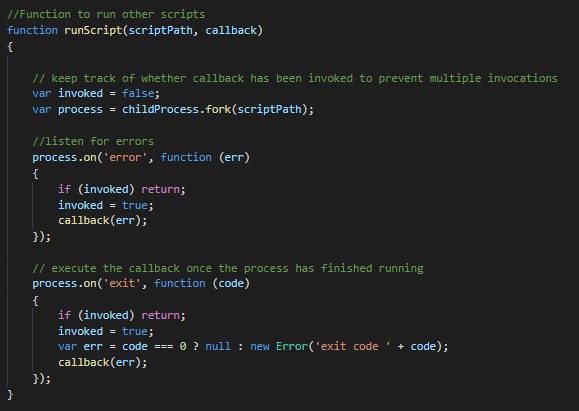 //Function to run other scripts
function runScript(scriptPath, callback)
{
// keep track of whether callback has been invoked to prevent multiple invocations
var invoked = false;
var process = childProcess.fork(scriptPath);
//listen for errors
process.on('error', function (err)
{
if (invoked) return;
invoked = true;
callback(err);
});
// execute the callback once the process has finished running
process.on('exit', function (code)
{
if (invoked) return;
invoked = true;
var err = code === 0 ? null : new Error('exit code ' + code);
callback(err);
});
}